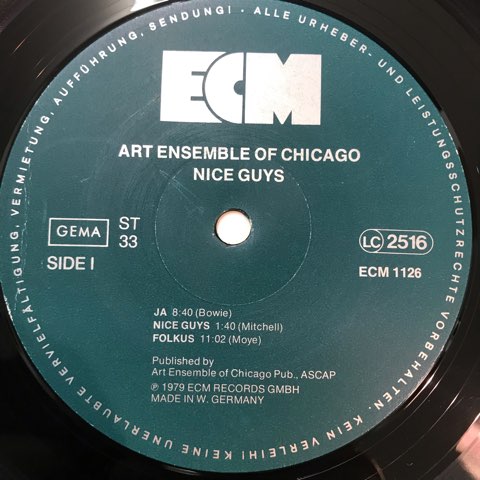 ECM
ART ENSEMBLE OF CHICAGO
NICE GUYS
GEMA
ST
33
SIDE I
LC 2516
ECM 1126
JA 8:40 (Bowie)
NICE GUYS 1:40 (Mitchell)
FOLKUS 11:02 (Moye)
Published by
Art Ensemble of Chicago Pub., ASCAP
℗ 1979 ECM RECORDS GMBH
MADE IN W. GERMANY
· ALLE URHEBER- UND LEISTUNGSSCHUTZRECHTE VORBEHALTEN. KEIN VERLEIH! KEINE UNERLAUBTE VERVIELFÄLTIGUNG, VERMIETUNG, AUFFÜHRUNG, SENDUNG!